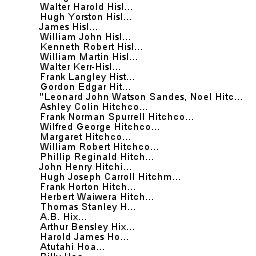 Walter Harold Hisl...
Hugh Yorston Hisl...
James Hisl...
William John Hisl...
Kenneth Robert Hisl...
William Martin Hisl...
Walter Kerr-Hisl...
Frank Langley Hist...
Gordon Edgar Hit...
"Leonard John Watson Sandes, Noel Hitc...
Ashley Colin Hitchco...
Frank Norman Spurrell Hitchco...
Wilfred George Hitchco...
Margaret Hitchco...
William Robert Hitchco...
Phillip Reginald Hitch...
John Henry Hitchi...
Hugh Joseph Carroll Hitchm...
Frank Horton Hitch...
Herbert Waiwera Hitch...
Thomas Stanley H...
A.B. Hix...
Arthur Bensley Hix...
Harold James Ho...
Atutahi Hoa...